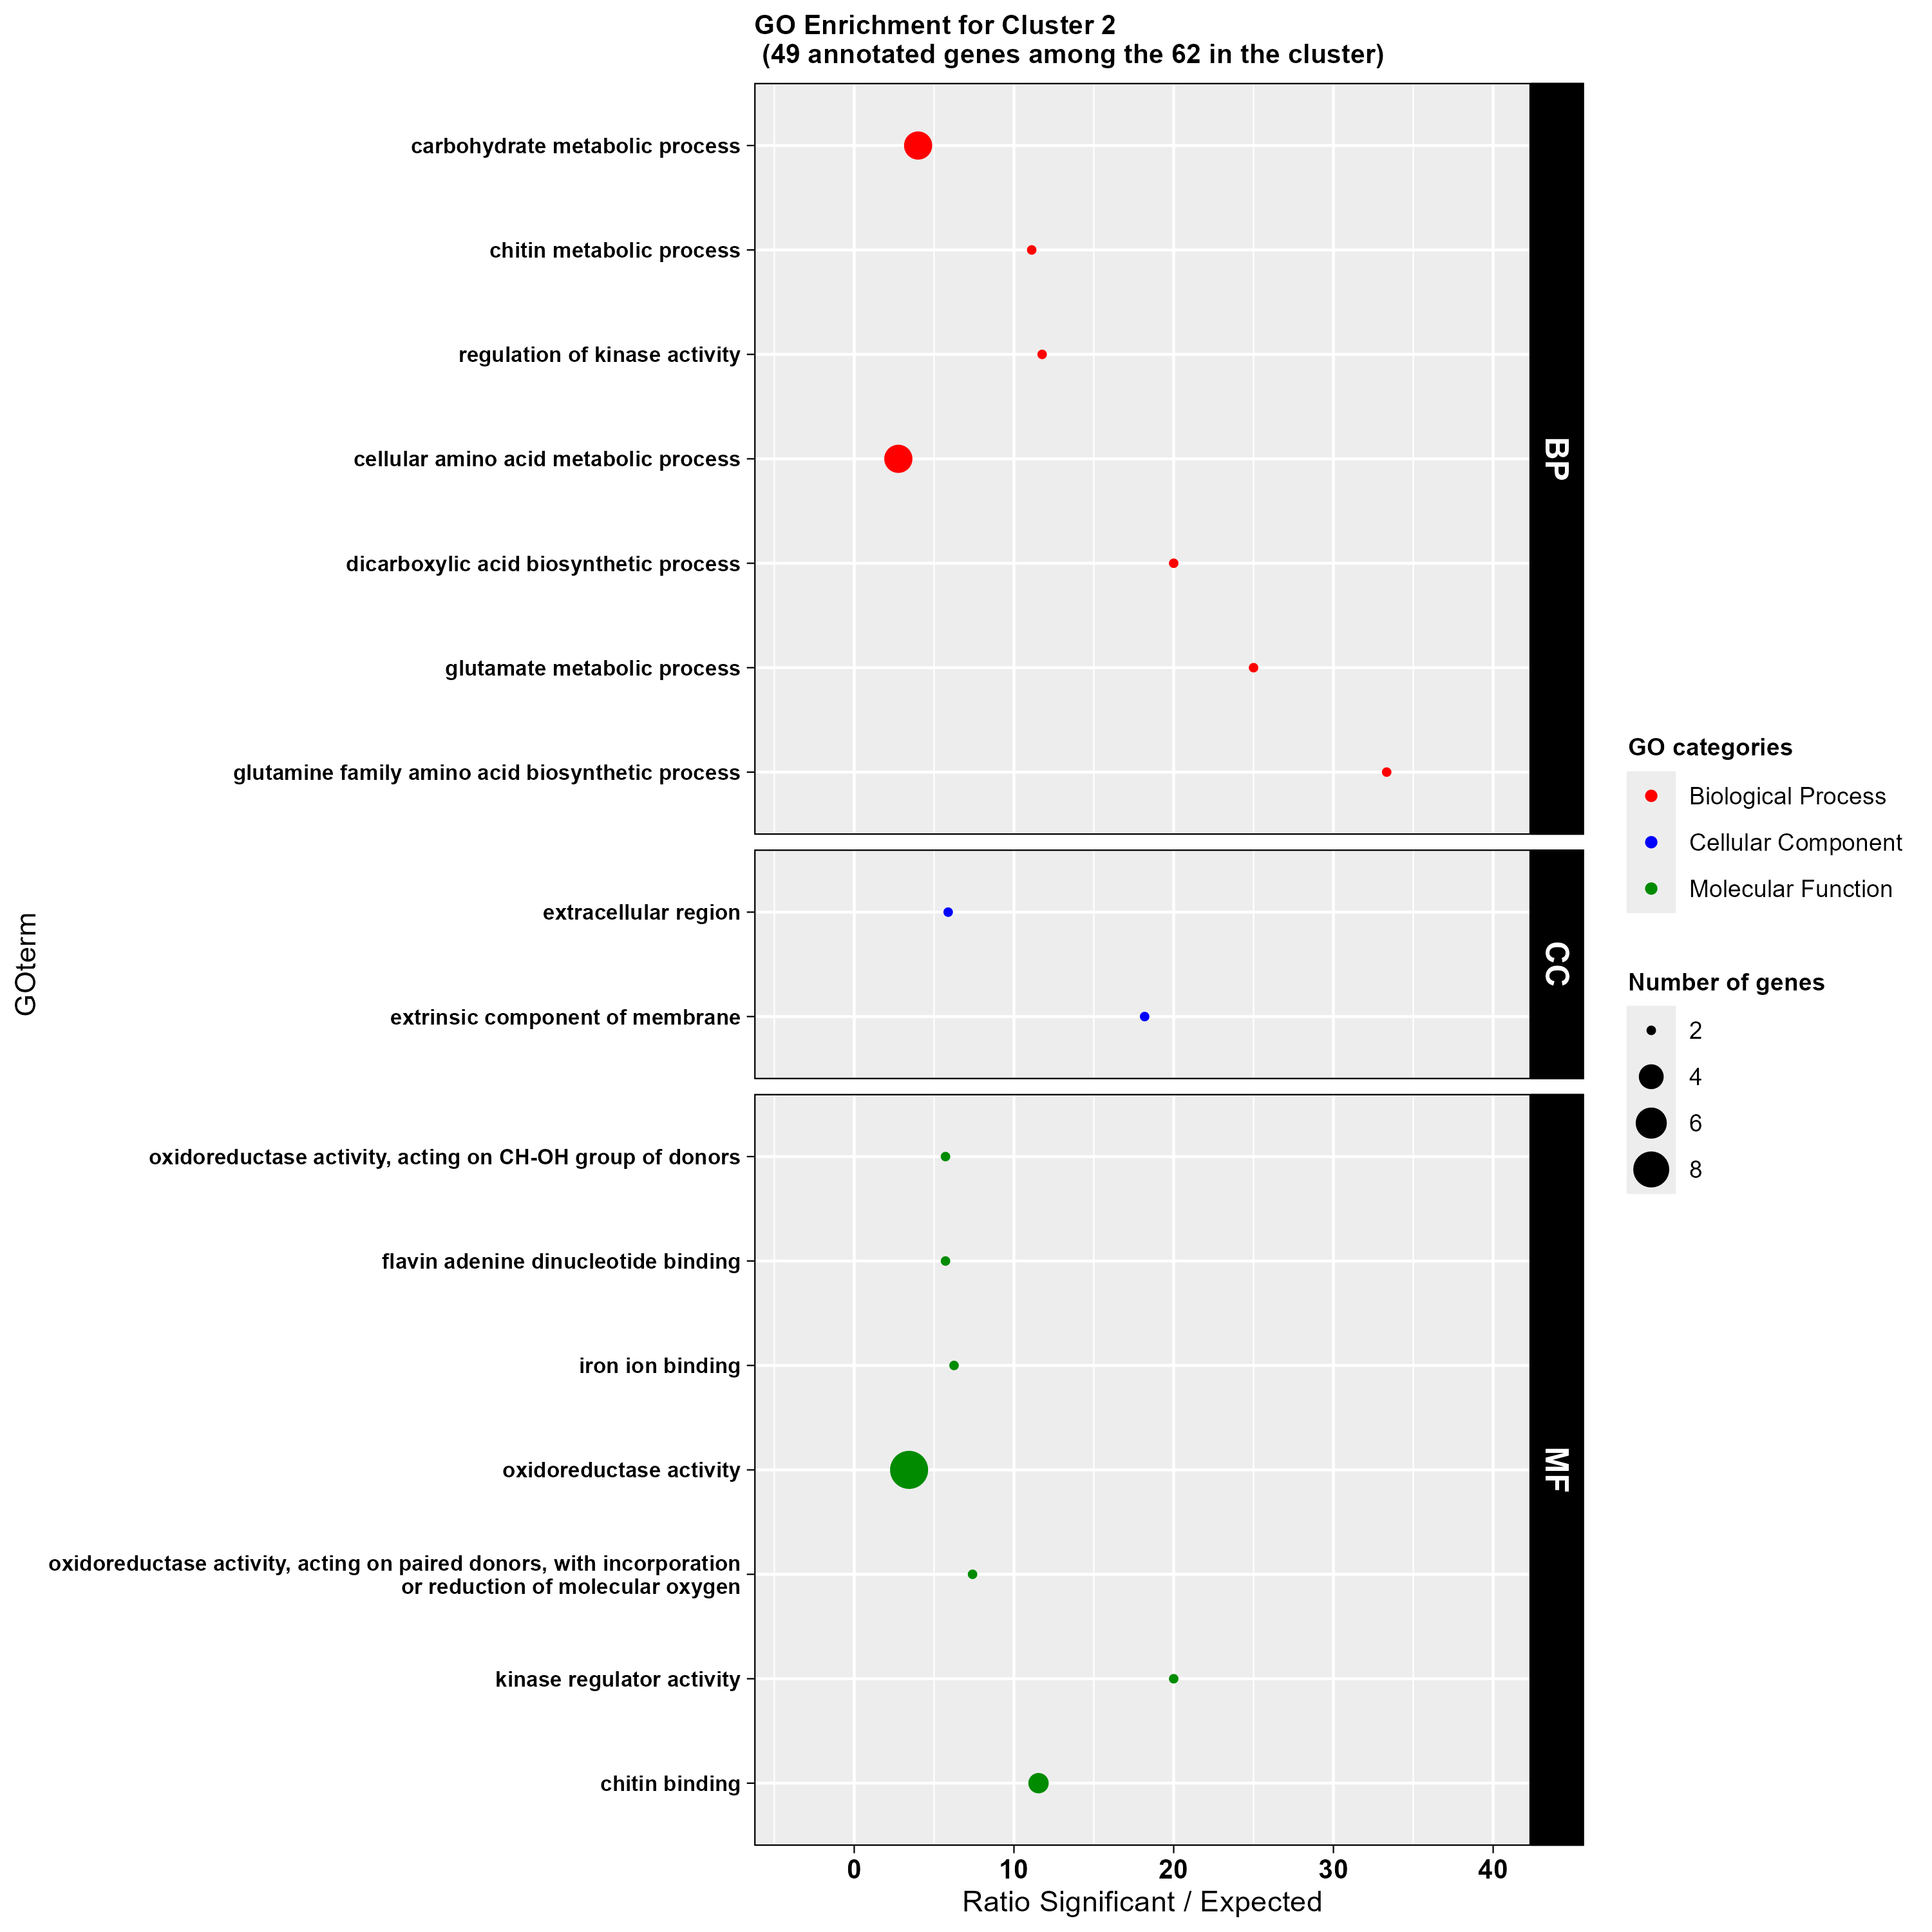 GO Enrichment for Cluster 2
(49 annotated genes among the 62 in the cluster)
carbohydrate metabolic process
chitin metabolic process
regulation of kinase activity
cellular amino acid metabolic process
dicarboxylic acid biosynthetic process
glutamate metabolic process
glutamine family amino acid biosynthetic process
BP
extracellular region
extrinsic component of membrane
CC
oxidoreductase activity, acting on CH-OH group of donors
flavin adenine dinucleotide binding
iron ion binding
oxidoreductase activity
oxidoreductase activity, acting on paired donors, with incorporation
or reduction of molecular oxygen
kinase regulator activity
chitin binding
MF
GOterm
0 10 20 30 40
Ratio Significant / Expected
GO categories
Biological Process
Cellular Component
Molecular Function
Number of genes
2
4
6
8